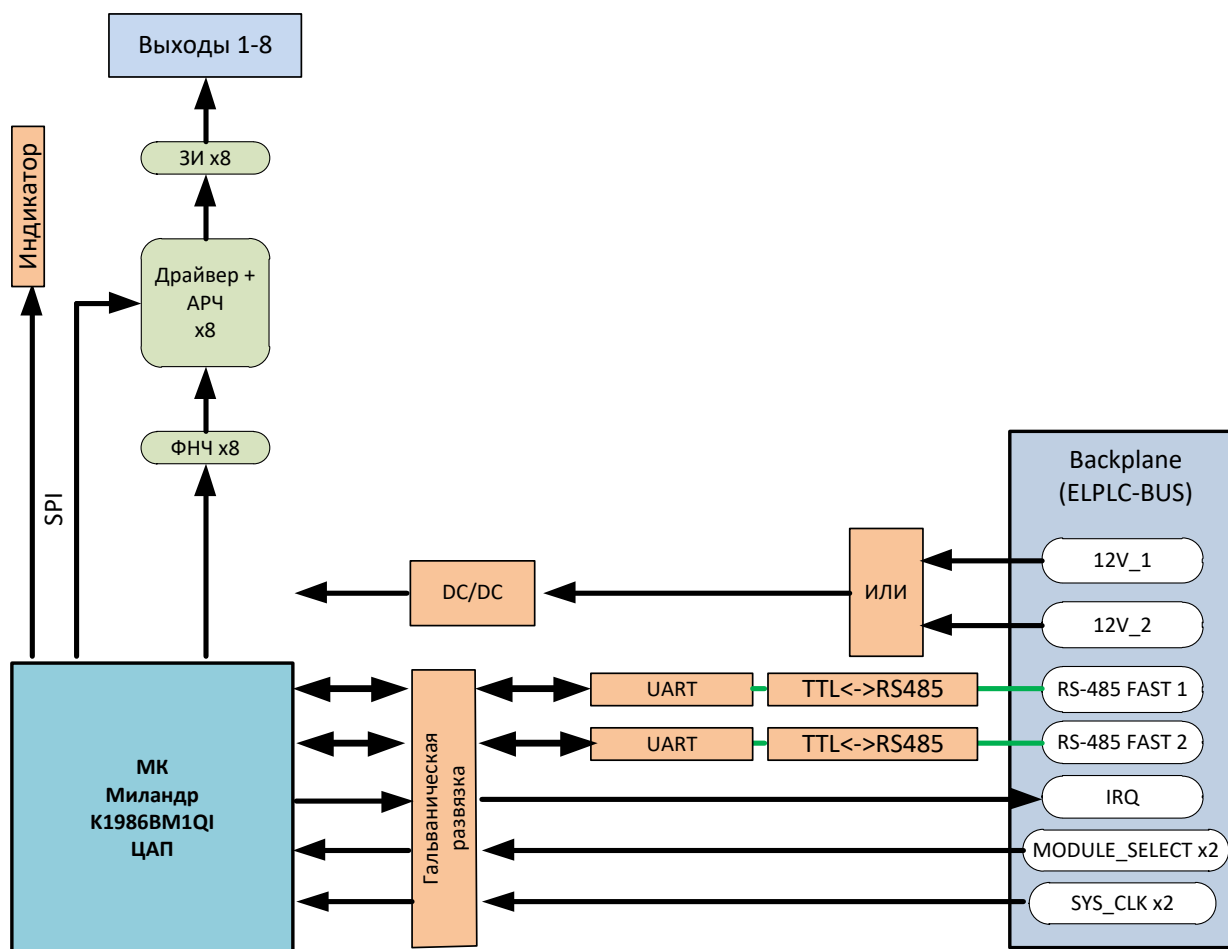 Выходы 1-8
ЗИ x8
Индикатор
Драйвер +
АРЧ
x8
ФНЧ x8
SPI
Backplane
(ELPLC-BUS)
12V_1
ИЛИ
DC/DC
12V_2
UART
TTL<->RS485
RS-485 FAST 1
UART
TTL<->RS485
RS-485 FAST 2
Гальваническая
развязка
МК
Миландр
K1986BM1QI
ЦАП
IRQ
MODULE_SELECT x2
SYS_CLK x2